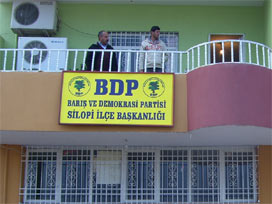 BDP
BARIŞ VE DEMOKRASİ PARTİSİ
SİLOPİ İLÇE BAŞKANLIĞI